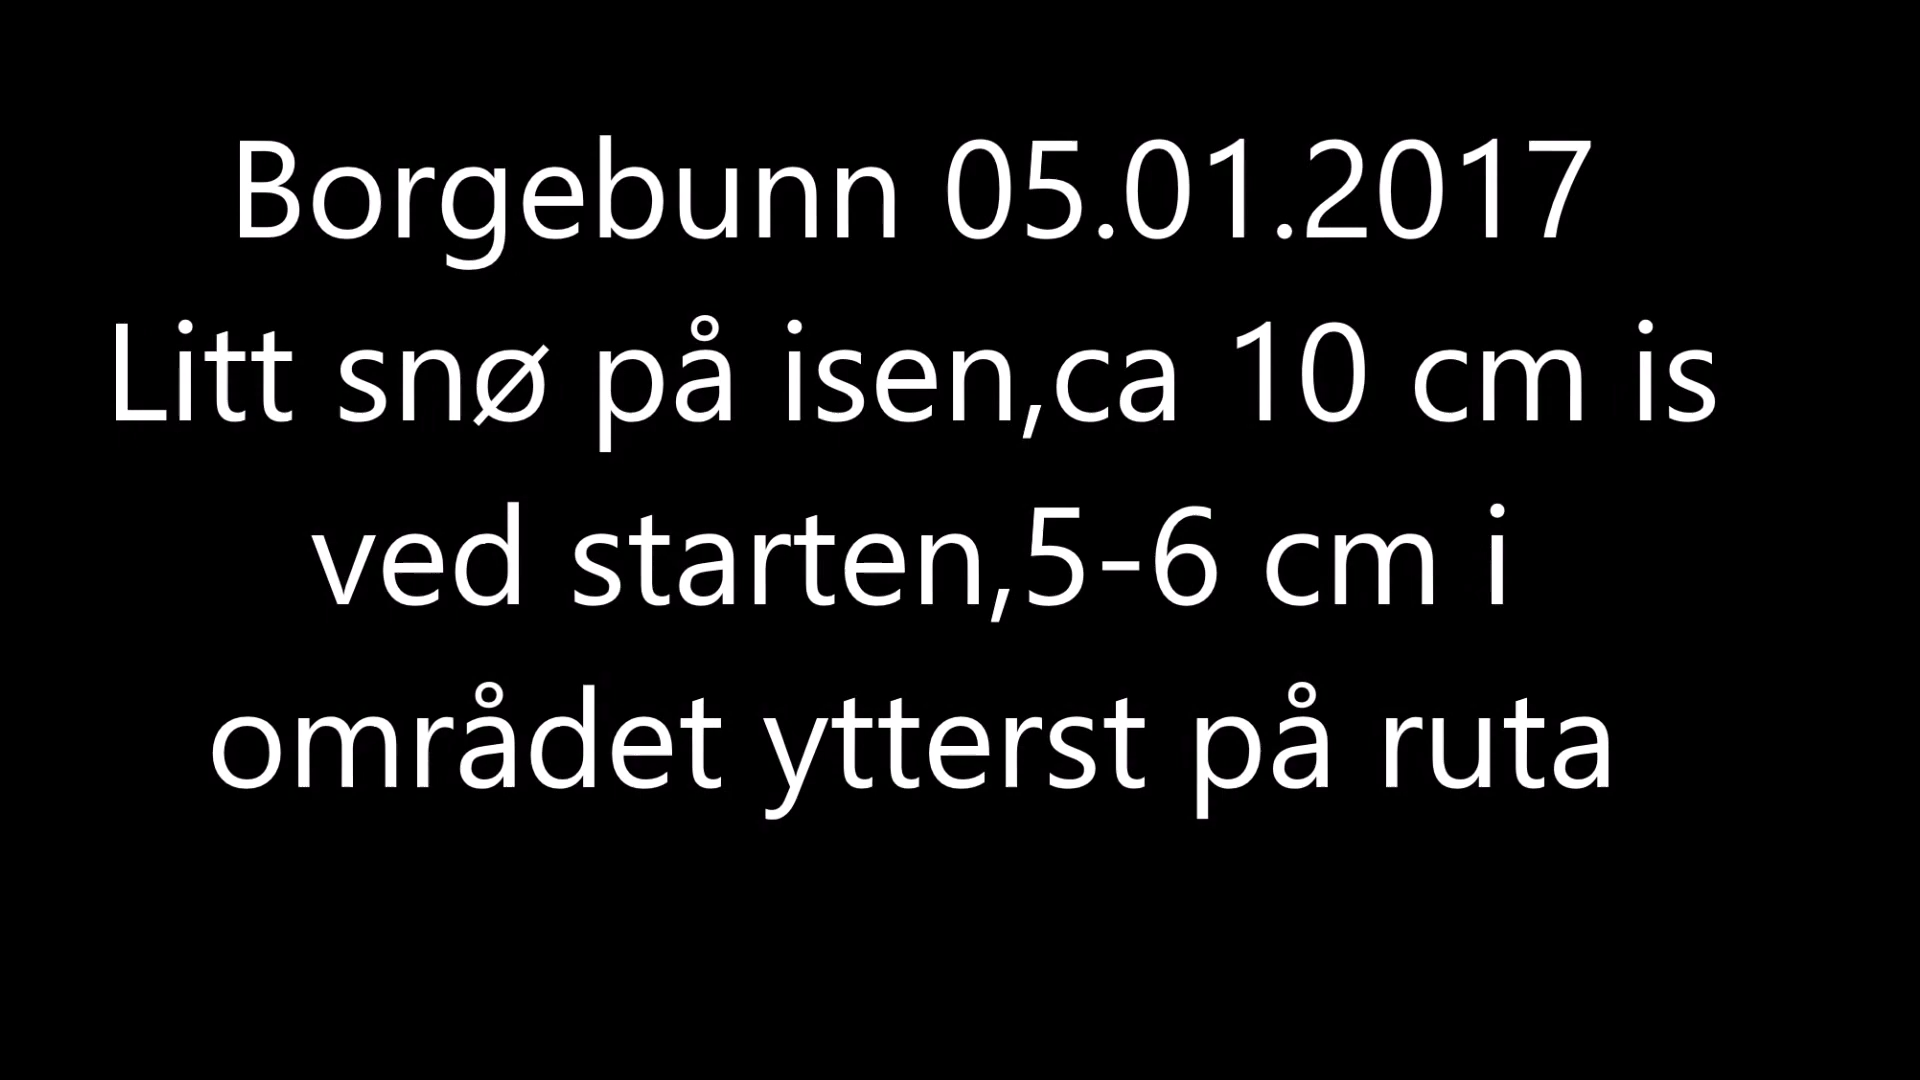 Borgebunn 05.01.2017
Litt snø på isen,ca 10 cm is
ved starten,5-6 cm i
området ytterst på ruta